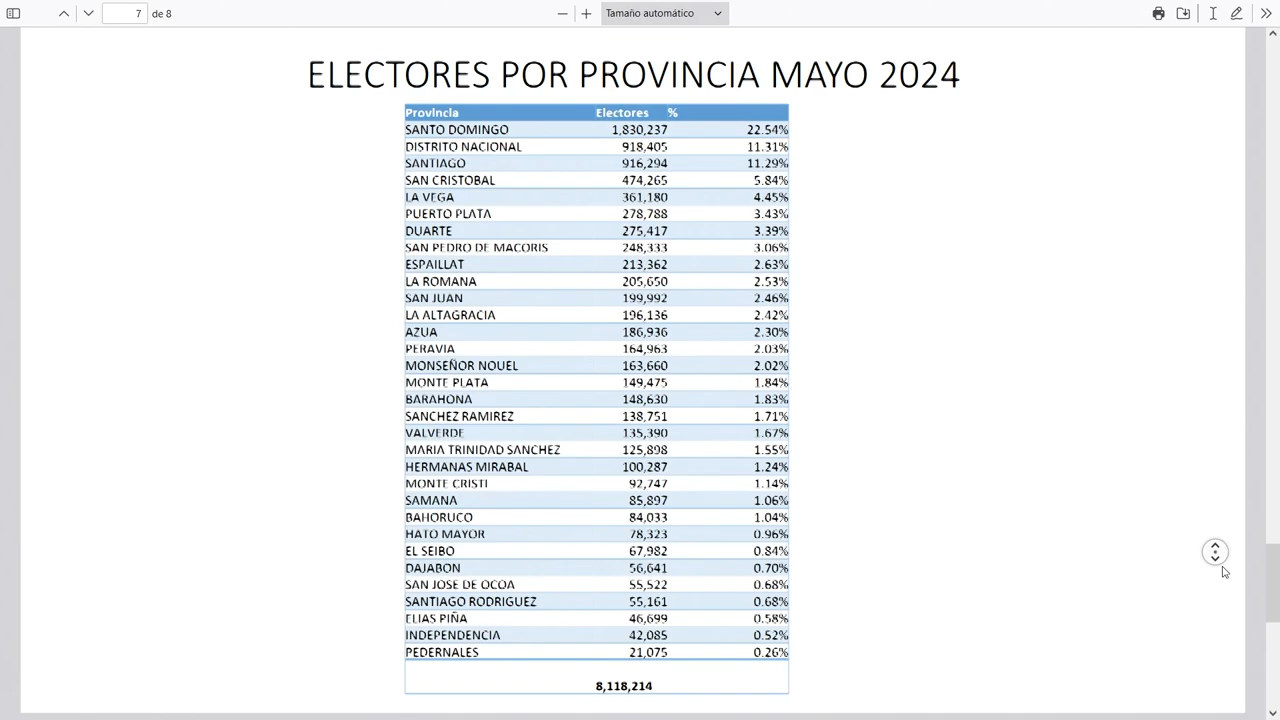 7 de 8 Tamaño automático
ELECTORES POR PROVINCIA MAYO 2024
Provincia Electores %
SANTO DOMINGO 1,830,237 22.54%
DISTRITO NACIONAL 918,405 11.31%
SANTIAGO 916,294 11.29%
SAN CRISTOBAL 474,265 5.84%
LA VEGA 361,180 4.45%
PUERTO PLATA 278,788 3.43%
DUARTE 275,417 3.39%
SAN PEDRO DE MACORIS 248,333 3.06%
ESPAILLAT 213,362 2.63%
LA ROMANA 205,650 2.53%
SAN JUAN 199,992 2.46%
LA ALTAGRACIA 196,136 2.42%
AZUA 186,936 2.30%
PERAVIA 164,963 2.03%
MONSEÑOR NOUEL 163,660 2.02%
MONTE PLATA 149,475 1.84%
BARAHONA 148,630 1.83%
SANCHEZ RAMIREZ 138,751 1.71%
VALVERDE 135,390 1.67%
MARIA TRINIDAD SANCHEZ 125,898 1.55%
HERMANAS MIRABAL 100,287 1.24%
MONTE CRISTI 92,747 1.14%
SAMANA 85,897 1.06%
BAHORUCO 84,033 1.04%
HATO MAYOR 78,323 0.96%
EL SEIBO 67,982 0.84%
DAJABON 56,641 0.70%
SAN JOSE DE OCOA 55,522 0.68%
SANTIAGO RODRIGUEZ 55,161 0.68%
ELIAS PIÑA 46,699 0.58%
INDEPENDENCIA 42,085 0.52%
PEDERNALES 21,075 0.26%
8,118,214